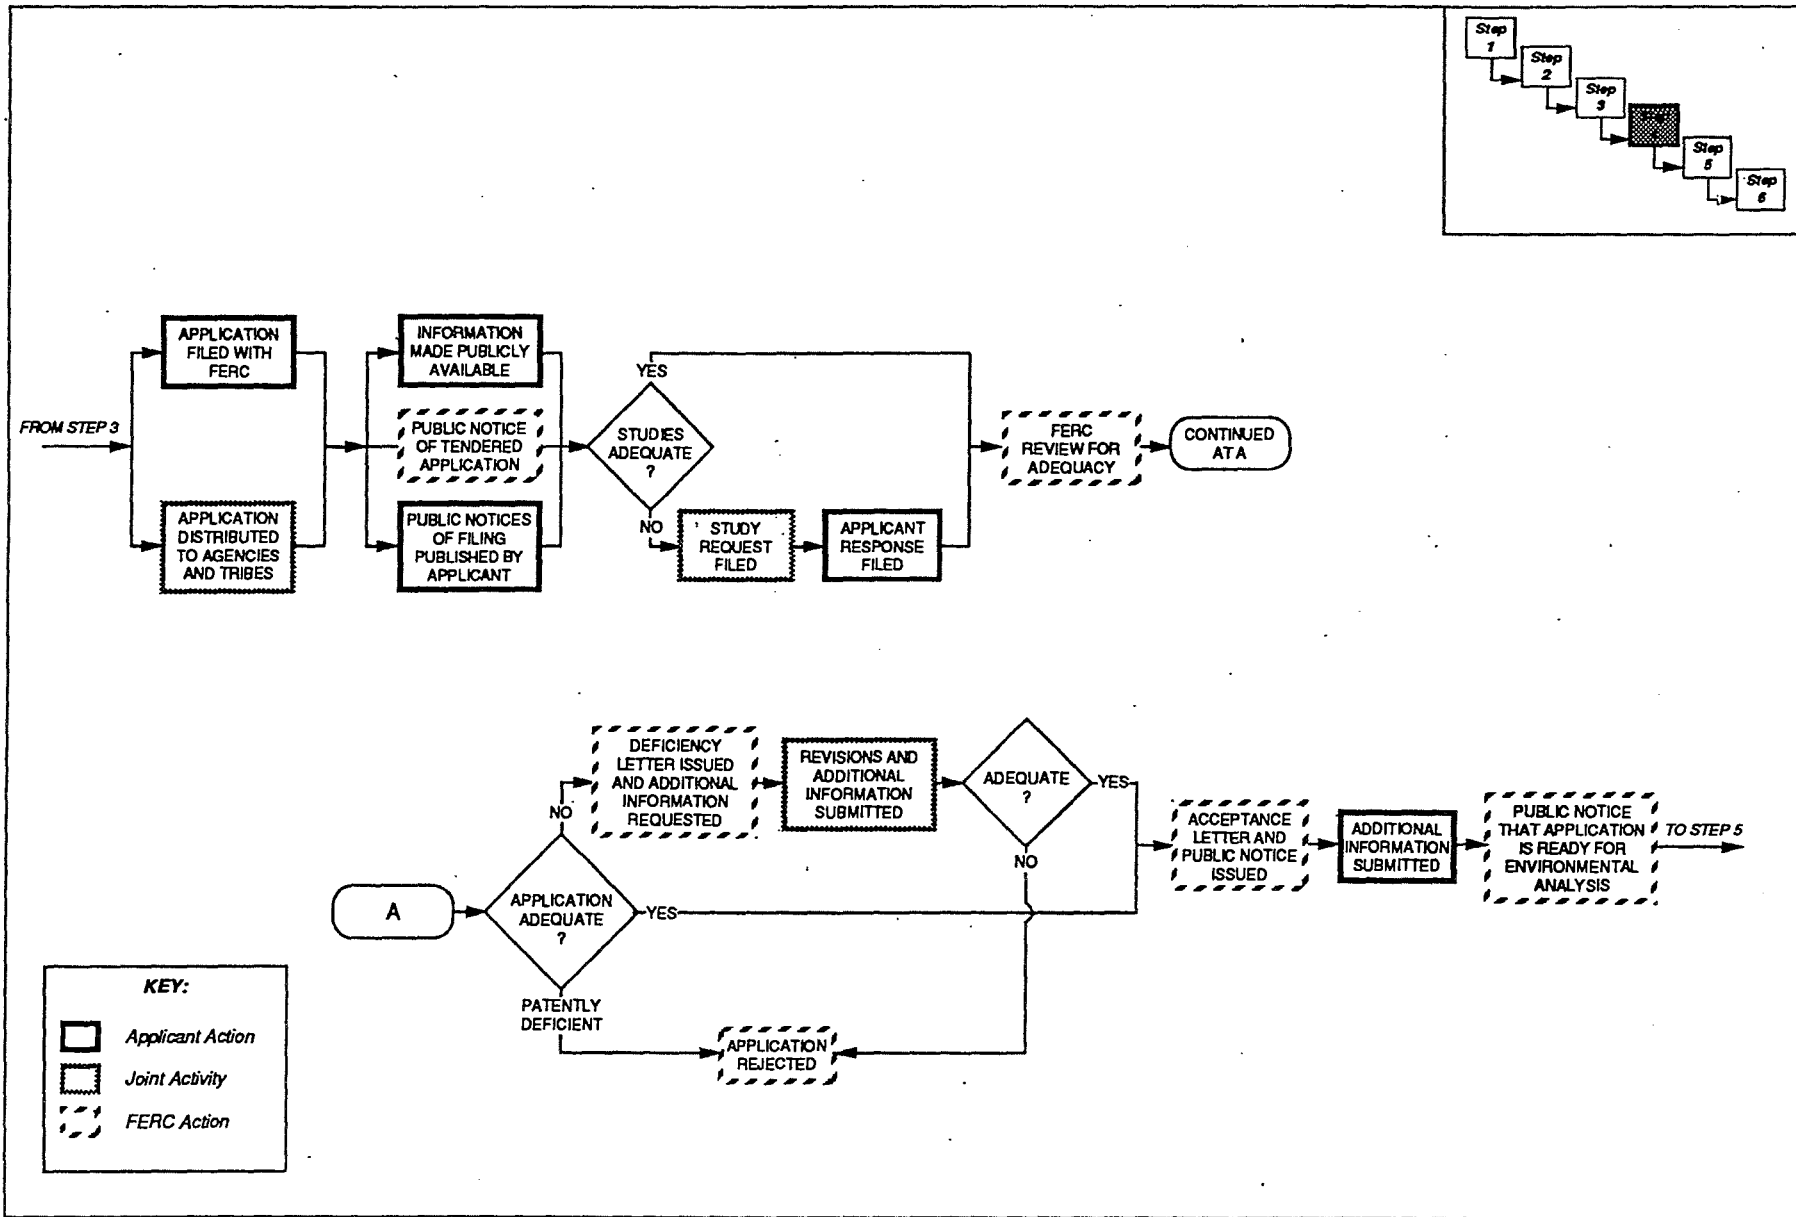 Step
1
Step
2
Step
3
Step
5
Step
6
FROM STEP 3
APPLICATION
FILED WITH
FERC
APPLICATION
DISTRIBUTED
TO AGENCIES
AND TRIBES
INFORMATION
MADE PUBLICLY
AVAILABLE
PUBLIC NOTICE
OF TENDERED
APPLICATION
PUBLIC NOTICES
OF FILING
PUBLISHED BY
APPLICANT
YES
STUDIES
ADEQUATE
?
NO
STUDY
REQUEST
FILED
APPLICANT
RESPONSE
FILED
FERC
REVIEW FOR
ADEQUACY
CONTINUED
AT A
A
APPLICATION
ADEQUATE
?
NO
YES
PATENTLY
DEFICIENT
DEFICIENCY
LETTER ISSUED
AND ADDITIONAL
INFORMATION
REQUESTED
REVISIONS AND
ADDITIONAL
INFORMATION
SUBMITTED
ADEQUATE
?
YES
NO
APPLICATION
REJECTED
ACCEPTANCE
LETTER AND
PUBLIC NOTICE
ISSUED
ADDITIONAL
INFORMATION
SUBMITTED
PUBLIC NOTICE
THAT APPLICATION
IS READY FOR
ENVIRONMENTAL
ANALYSIS
TO STEP 5
KEY:
Applicant Action
Joint Activity
FERC Action